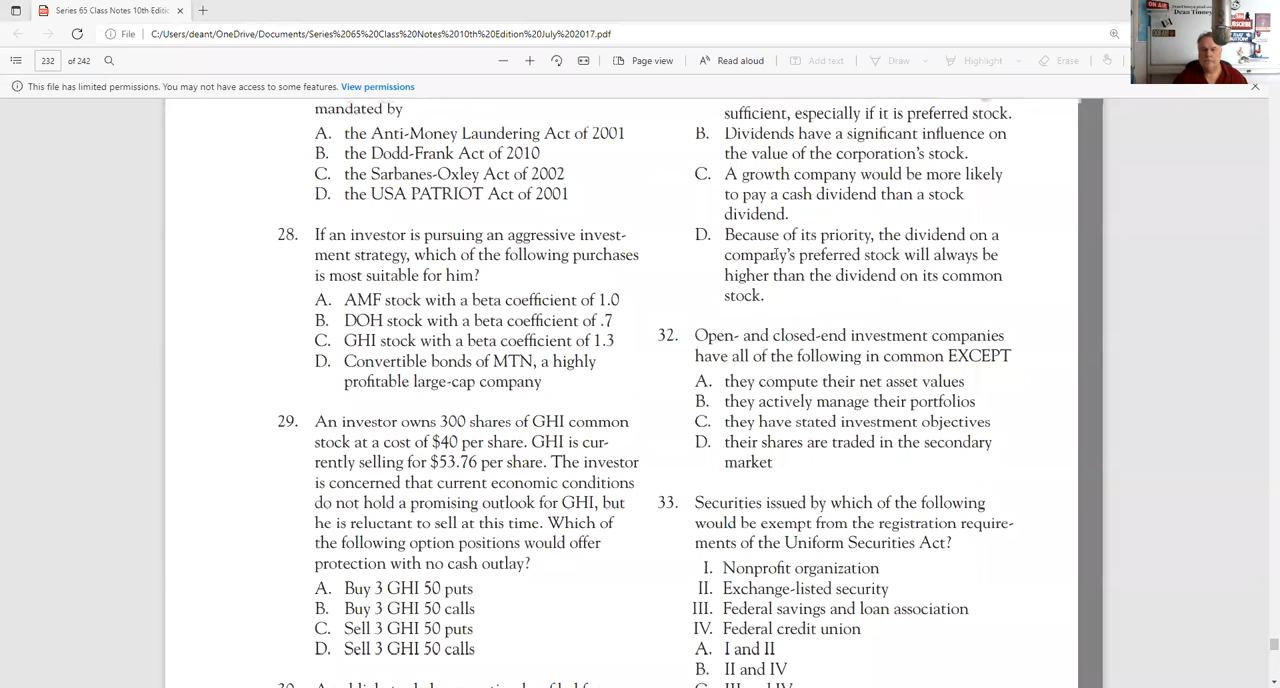 Series 65 Class Notes 10th Editio
File
C:/Users/deant/OneDrive/Documents/Series%2065%20Class%20Notes%2010th%20Edition%20July%202017.pdf
232
of 242
Page view
Read aloud
Add text
Draw
Highlight
Erase
This file has limited permissions. You may not have access to some features. View permissions
ON AIR
Dean Tinney
mandated by
A. the Anti-Money Laundering Act of 2001
B. the Dodd-Frank Act of 2010
C. the Sarbanes-Oxley Act of 2002
D. the USA PATRIOT Act of 2001
28. If an investor is pursuing an aggressive invest-
ment strategy, which of the following purchases
is most suitable for him?
A. AMF stock with a beta coefficient of 1.0
B. DOH stock with a beta coefficient of .7
C. GHI stock with a beta coefficient of 1.3
D. Convertible bonds of MTN, a highly
profitable large-cap company
29. An investor owns 300 shares of GHI common
stock at a cost of $40 per share. GHI is cur-
rently selling for $53.76 per share. The investor
is concerned that current economic conditions
do not hold a promising outlook for GHI, but
he is reluctant to sell at this time. Which of
the following option positions would offer
protection with no cash outlay?
A. Buy 3 GHI 50 puts
B. Buy 3 GHI 50 calls
C. Sell 3 GHI 50 puts
D. Sell 3 GHI 50 calls
sufficient, especially if it is preferred stock.
B. Dividends have a significant influence on
the value of the corporation's stock.
C. A growth company would be more likely
to pay a cash dividend than a stock
dividend.
D. Because of its priority, the dividend on a
company's preferred stock will always be
higher than the dividend on its common
stock.
32. Open- and closed-end investment companies
have all of the following in common EXCEPT
A. they compute their net asset values
B. they actively manage their portfolios
C. they have stated investment objectives
D. their shares are traded in the secondary
market
33. Securities issued by which of the following
would be exempt from the registration require-
ments of the Uniform Securities Act?
I. Nonprofit organization
II. Exchange-listed security
III. Federal savings and loan association
IV. Federal credit union
A. I and II
B. II and IV